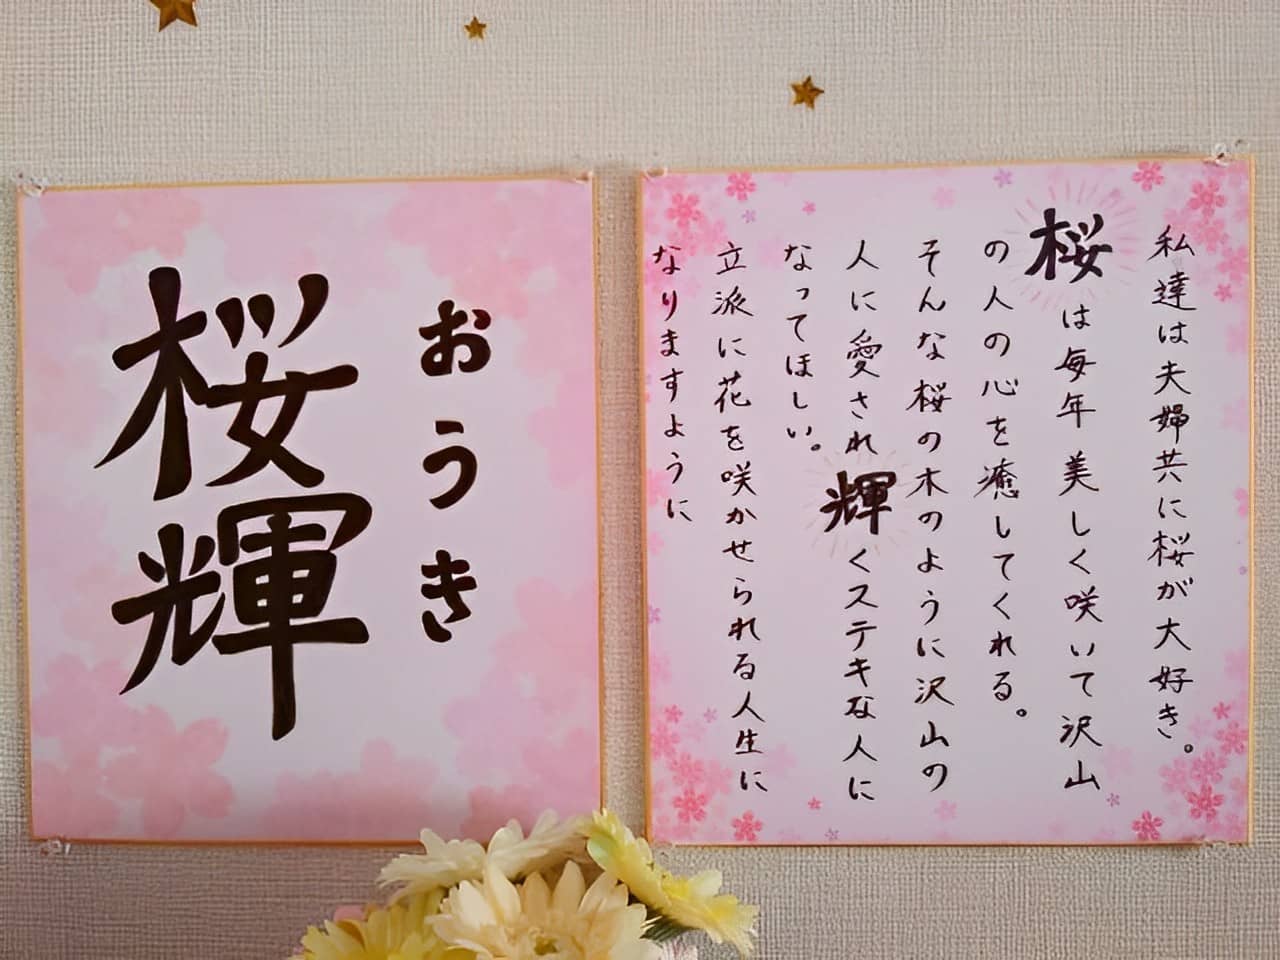 おうき
桜輝
私達は夫婦共に桜が大好き。
桜は毎年美しく咲いて沢山
の人の心を癒してくれる。
そんな桜の木のように沢山の
人に愛され輝くステキな人に
なってほしい。
立派に花を咲かせられる人生に
なりますように